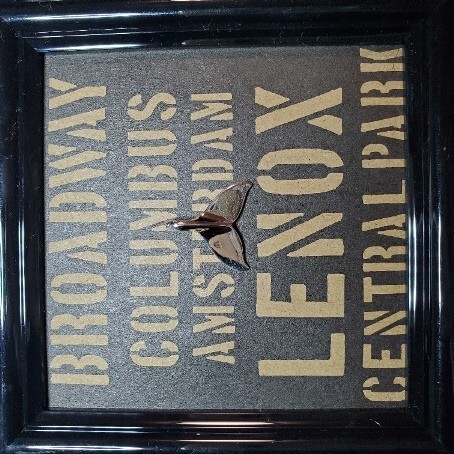 BROADWAY
COLUMBUS
AMSTERDAM
LENOX
CENTRAL PARK